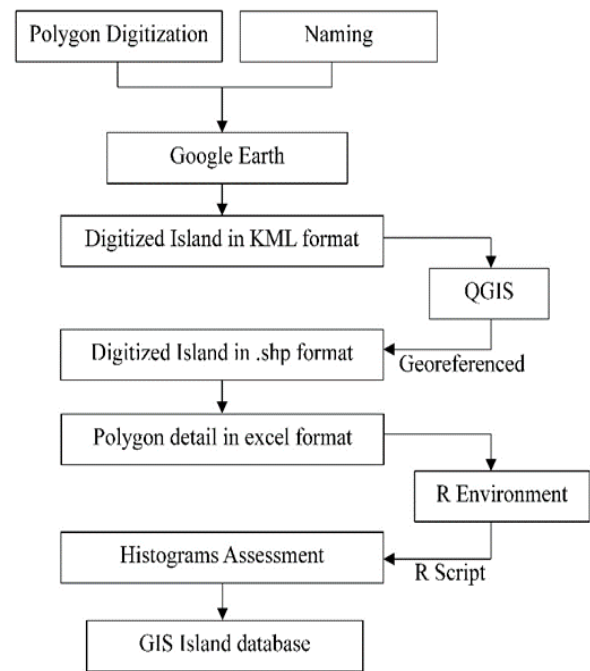 Polygon Digitization
Naming
Google Earth
Digitized Island in KML format
QGIS
Digitized Island in .shp format
Georeferenced
Polygon detail in excel format
R Environment
Histograms Assessment
R Script
GIS Island database